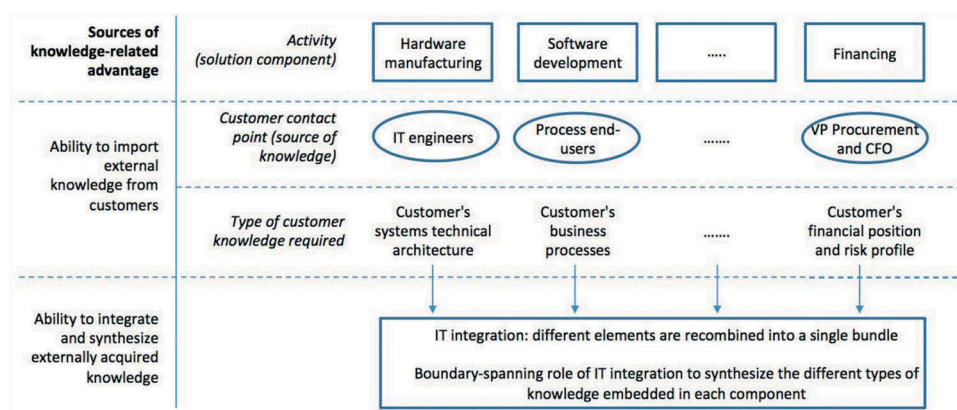 Sources of
knowledge-related
advantage
Activity
(solution component)
Hardware
manufacturing
Software
development
.....
Financing
Ability to import
external
knowledge from
customers
Customer contact
point (source of
knowledge)
IT engineers
Process end-
users
.......
VP Procurement
and CFO
Type of customer
knowledge required
Customer's
systems technical
architecture
Customer's
business
processes
.......
Customer's
financial position
and risk profile
Ability to integrate
and synthesize
externally acquired
knowledge
IT integration: different elements are recombined into a single bundle
Boundary-spanning role of IT integration to synthesize the different types of
knowledge embedded in each component